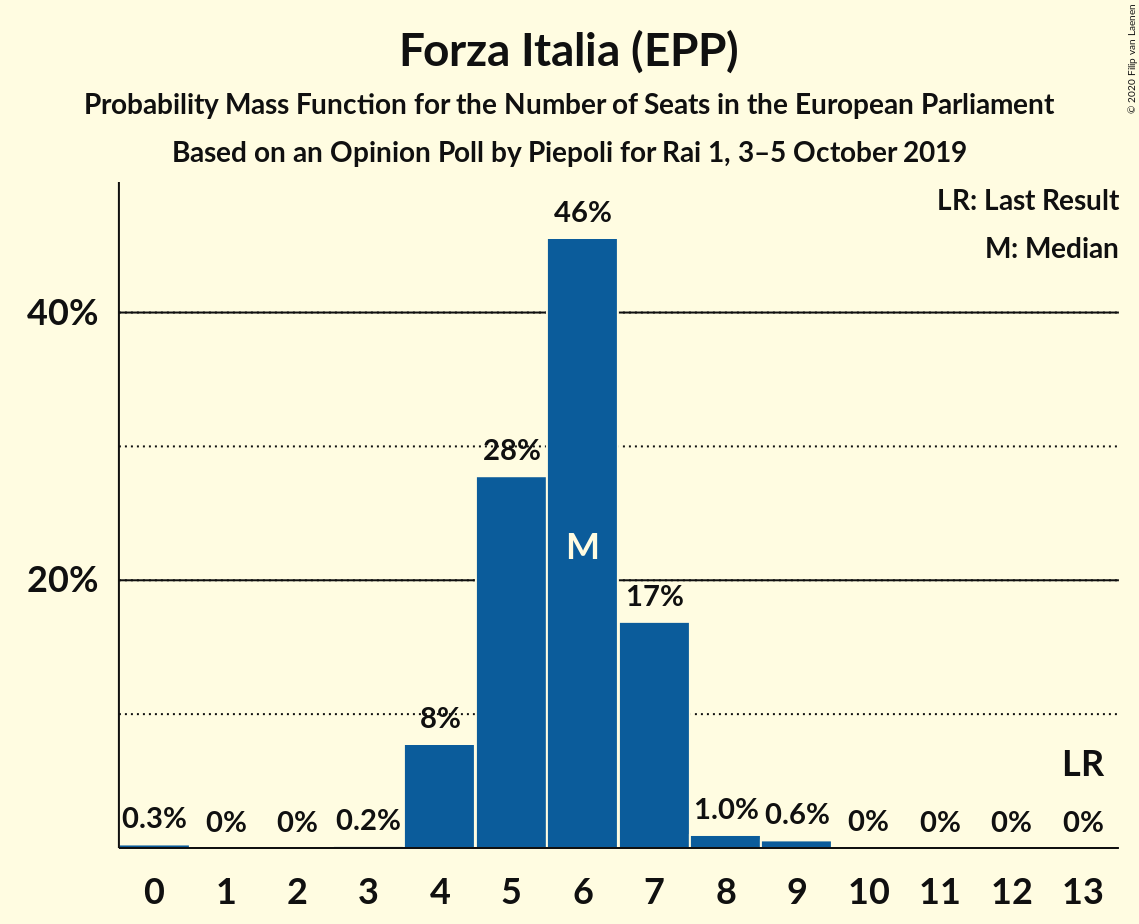 Forza Italia (EPP)
Probability Mass Function for the Number of Seats in the European Parliament
Based on an Opinion Poll by Piepoli for Rai 1, 3–5 October 2019
© 2020 Filip van Laenen
LR: Last Result
M: Median
46%
40%
28%
M
20%
17%
8%
LR
0.3% 0% 0% 0.2% 1.0% 0.6% 0% 0% 0% 0%
0 1 2 3 4 5 6 7 8 9 10 11 12 13